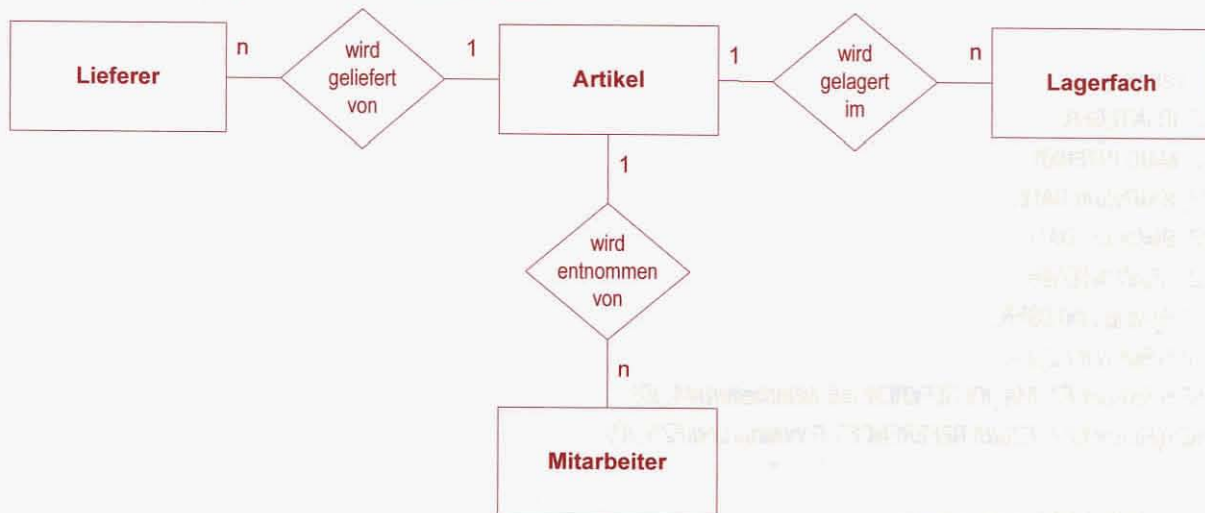 Lieferer
n
wird
geliefert
von
1
Artikel
1
wird
gelagert
im
n
Lagerfach
1
wird
entnommen
von
n
Mitarbeiter